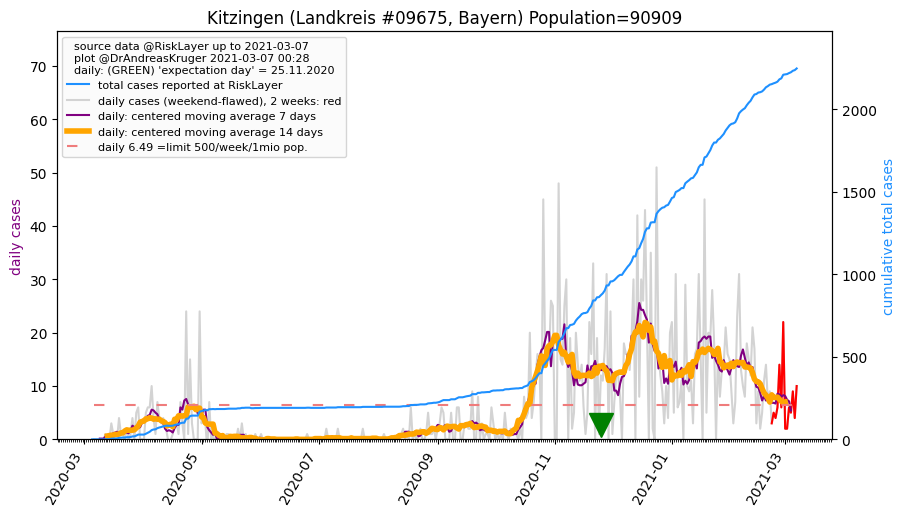 Kitzingen (Landkreis #09675, Bayern) Population=90909
source data @RiskLayer up to 2021-03-07
plot @DrAndreasKruger 2021-03-07 00:28
daily: (GREEN) 'expectation day' = 25.11.2020
total cases reported at RiskLayer
daily cases (weekend-flawed), 2 weeks: red
daily: centered moving average 7 days
daily: centered moving average 14 days
daily 6.49 =limit 500/week/1mio pop.
daily cases
70
60
50
40
30
20
10
0
cumulative total cases
2000
1500
1000
500
0
2020-03
2020-05
2020-07
2020-09
2020-11
2021-01
2021-03